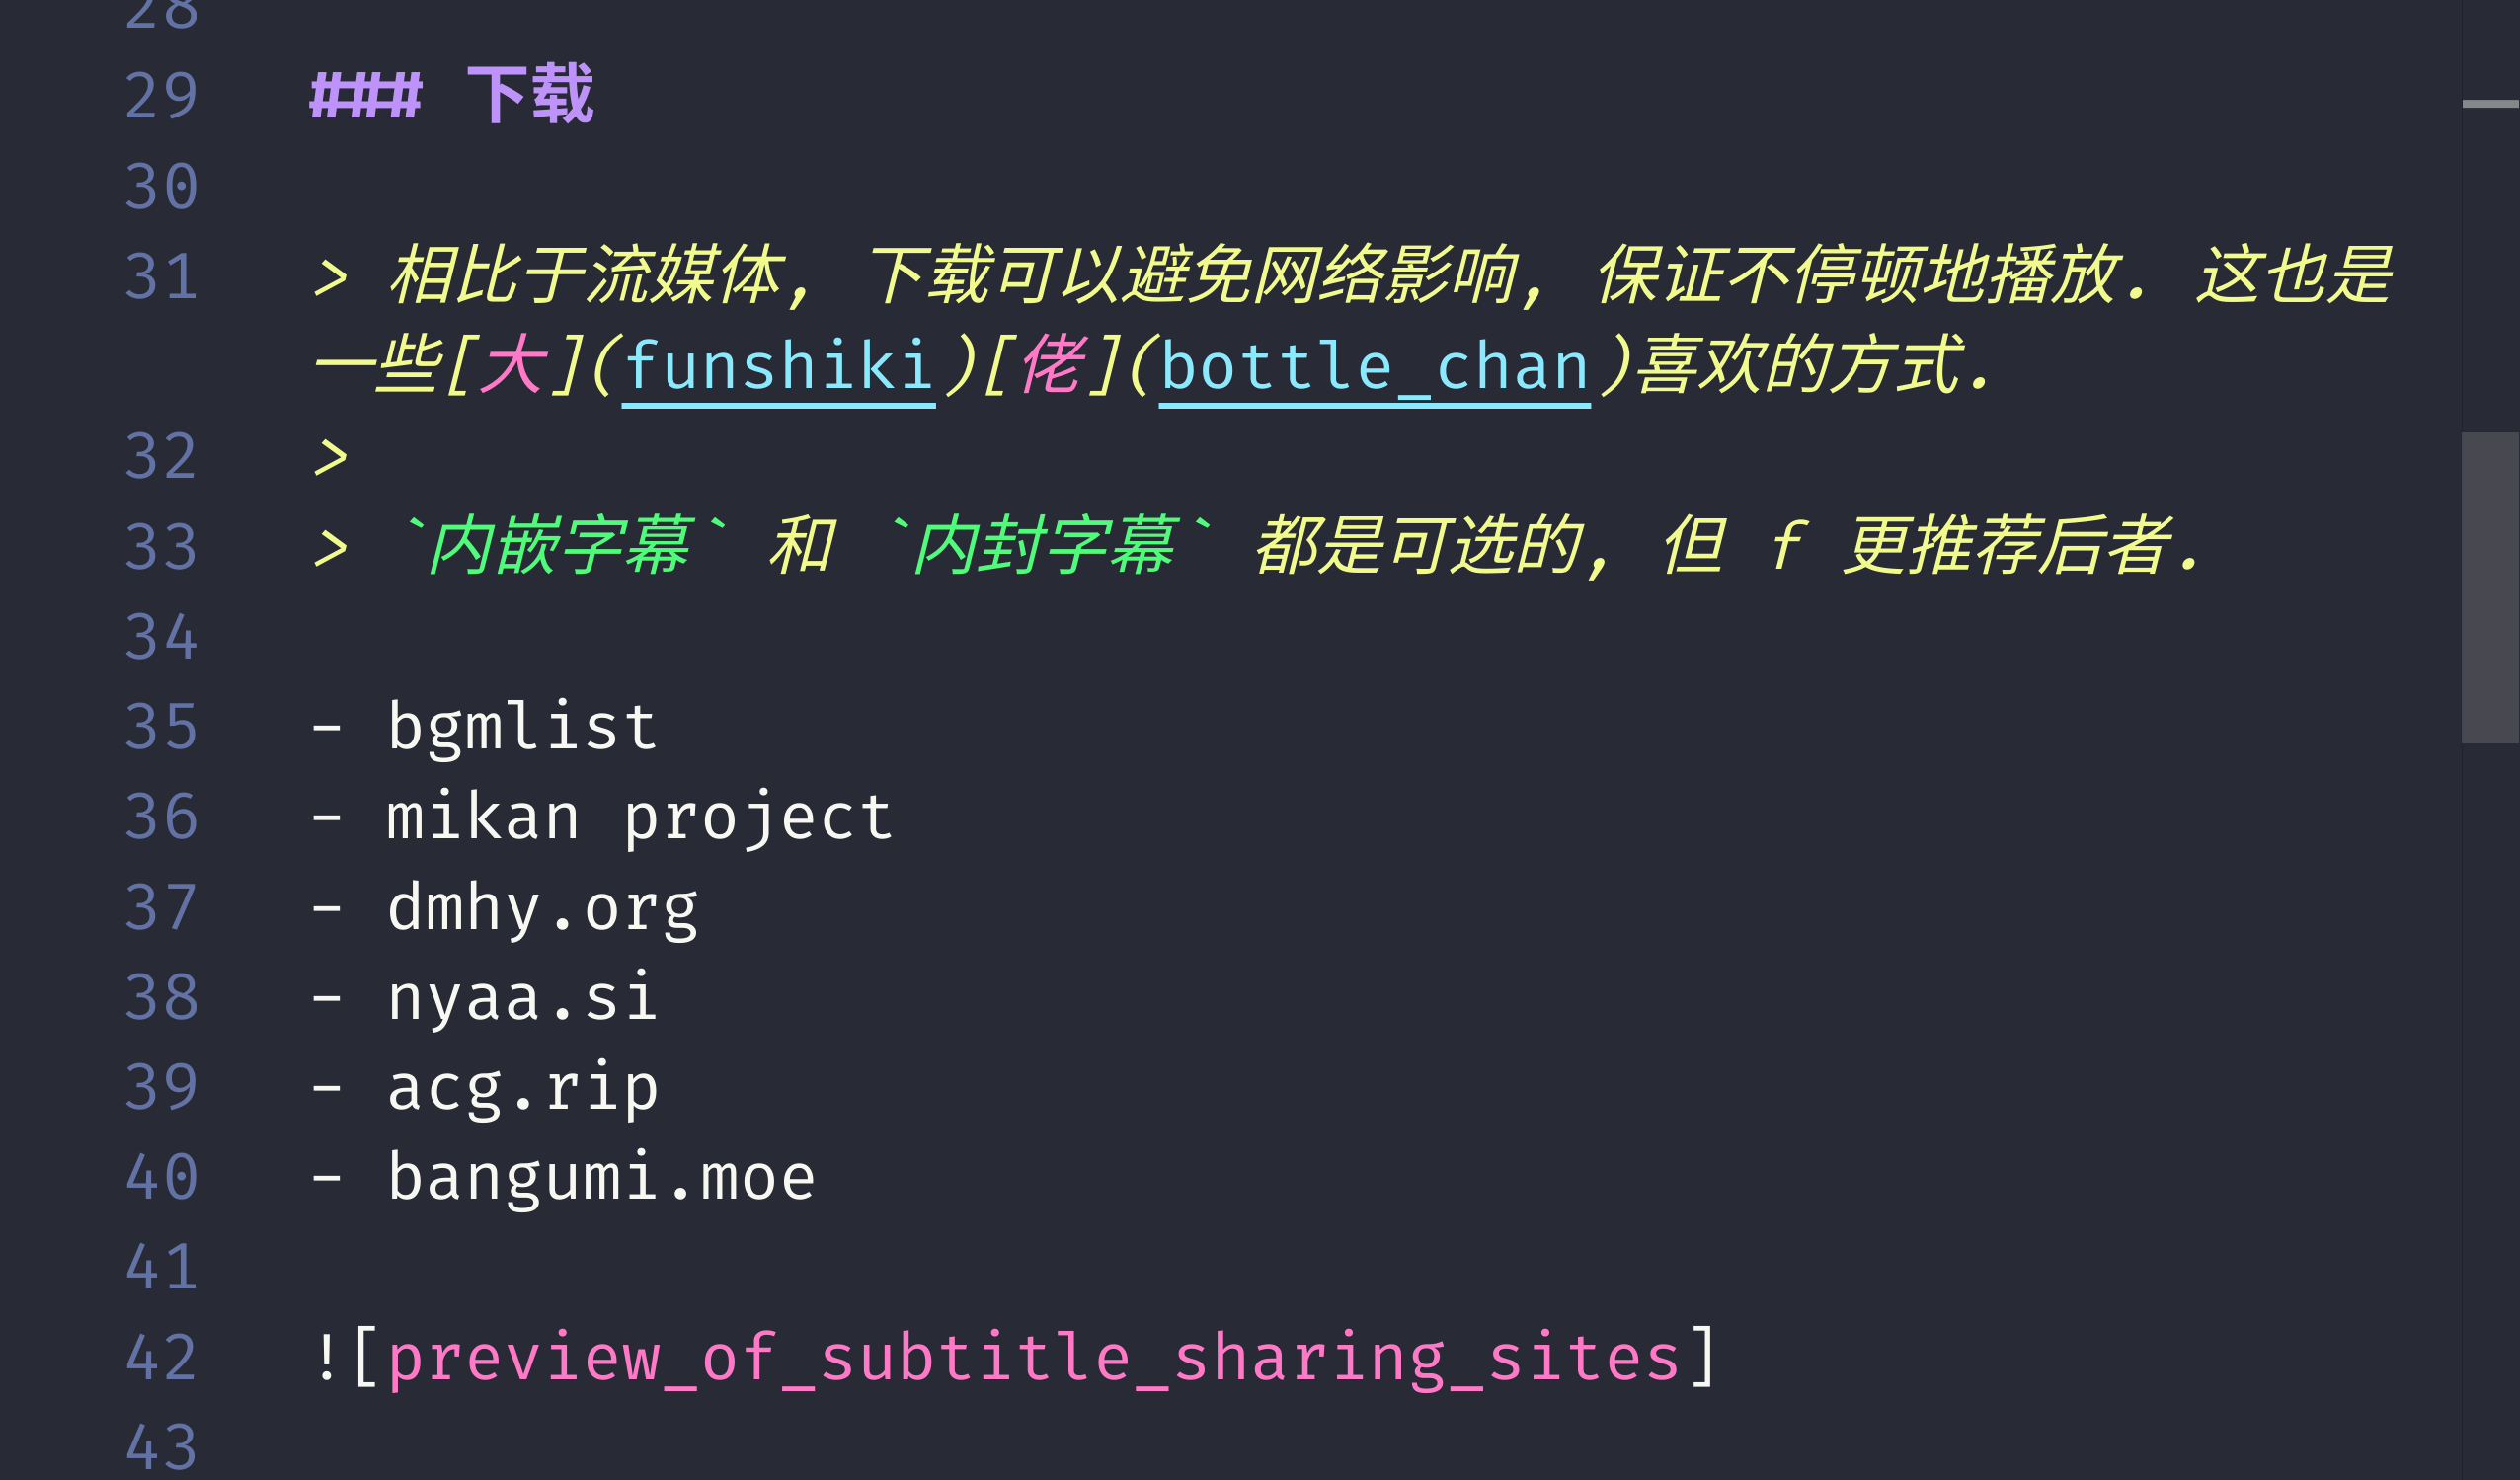 28
29 ### 下载
30
31 > 相比于流媒体, 下载可以避免网络影响, 保证不停顿地播放. 这也是
一些[大](funshiki)[佬](bottle_chan)喜欢的方式.
32 >
33 > `内嵌字幕` 和 `内封字幕` 都是可选的, 但 f 更推荐后者.
34
35 - bgmlist
36 - mikan project
37 - dmhy.org
38 - nyaa.si
39 - acg.rip
40 - bangumi.moe
41
42 ![preview_of_subtitle_sharing_sites]
43